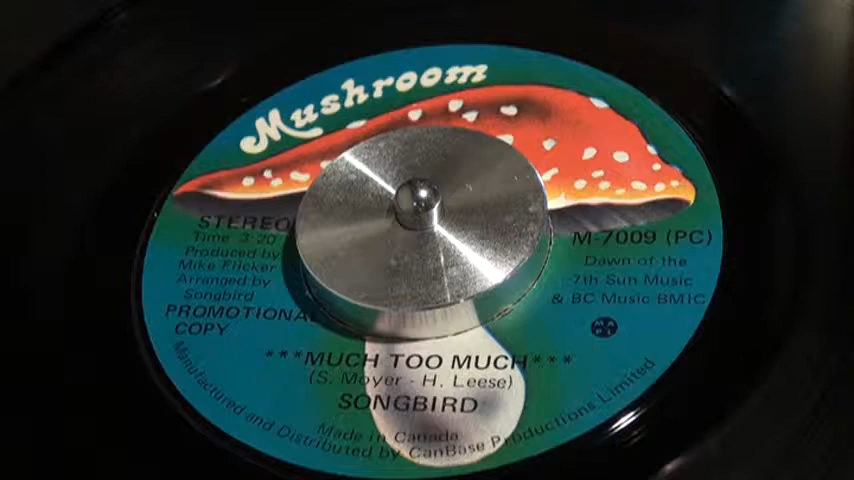 Mushroom
STEREO
Time 3:20
Produced by
Mike Flicker
Arranged by
Songbird
PROMOTIONAL
COPY
M-7009 (PC)
Dawn of the
7th Sun Music
& BC Music BMIC
MAPL
***MUCH TOO MUCH***
(S. Moyer - H. Leese)
SONGBIRD
Made in Canada
Manufactured and Distributed by CanBase Productions Limited